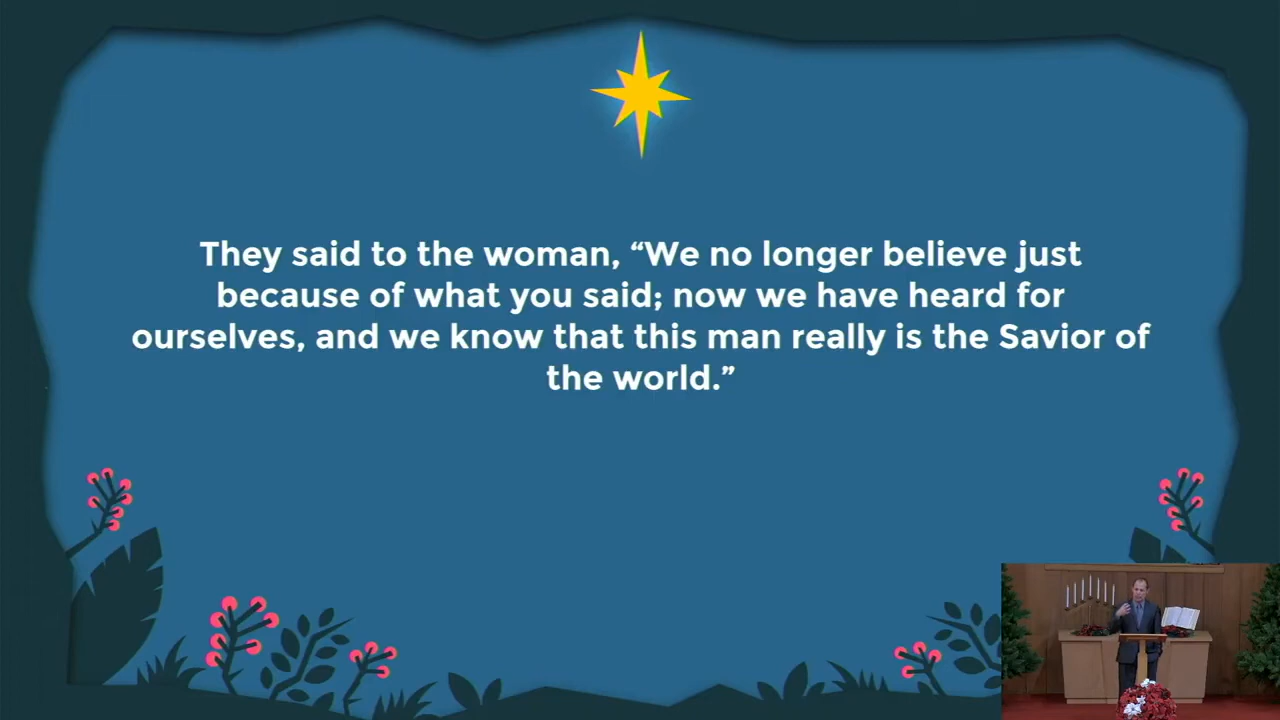 They said to the woman, “We no longer believe just
because of what you said; now we have heard for
ourselves, and we know that this man really is the Savior of
the world.”